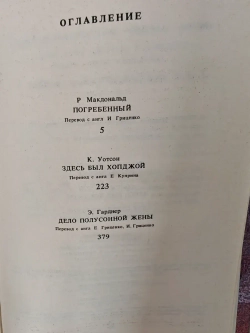 ОГЛАВЛЕНИЕ
Р Макдональд
ПОГРЕБЕННЫЙ
Перевод с англ И Гриценко
5
К. Уотсон
ЗДЕСЬ БЫЛ ХОПДЖОЙ
Перевод с англ Е Куприна
223
Э. Гарднер
ДЕЛО ПОЛУСОННОЙ ЖЕНЫ
Перевод с англ Е Гриценко, И. Гриценко
379